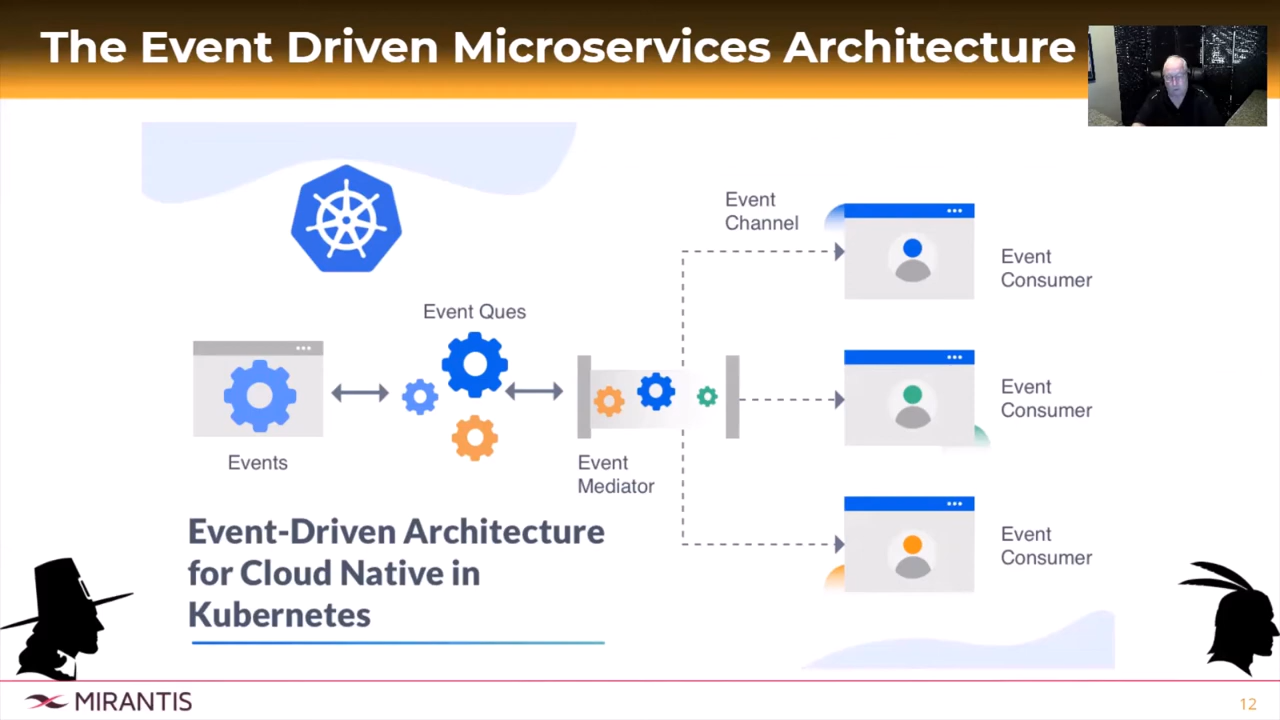 The Event Driven Microservices Architecture
Event
Channel
Event
Consumer
Event Ques
Events
Event
Mediator
Event
Consumer
Event
Consumer
Event-Driven Architecture
for Cloud Native in
Kubernetes
MIRANTIS
12